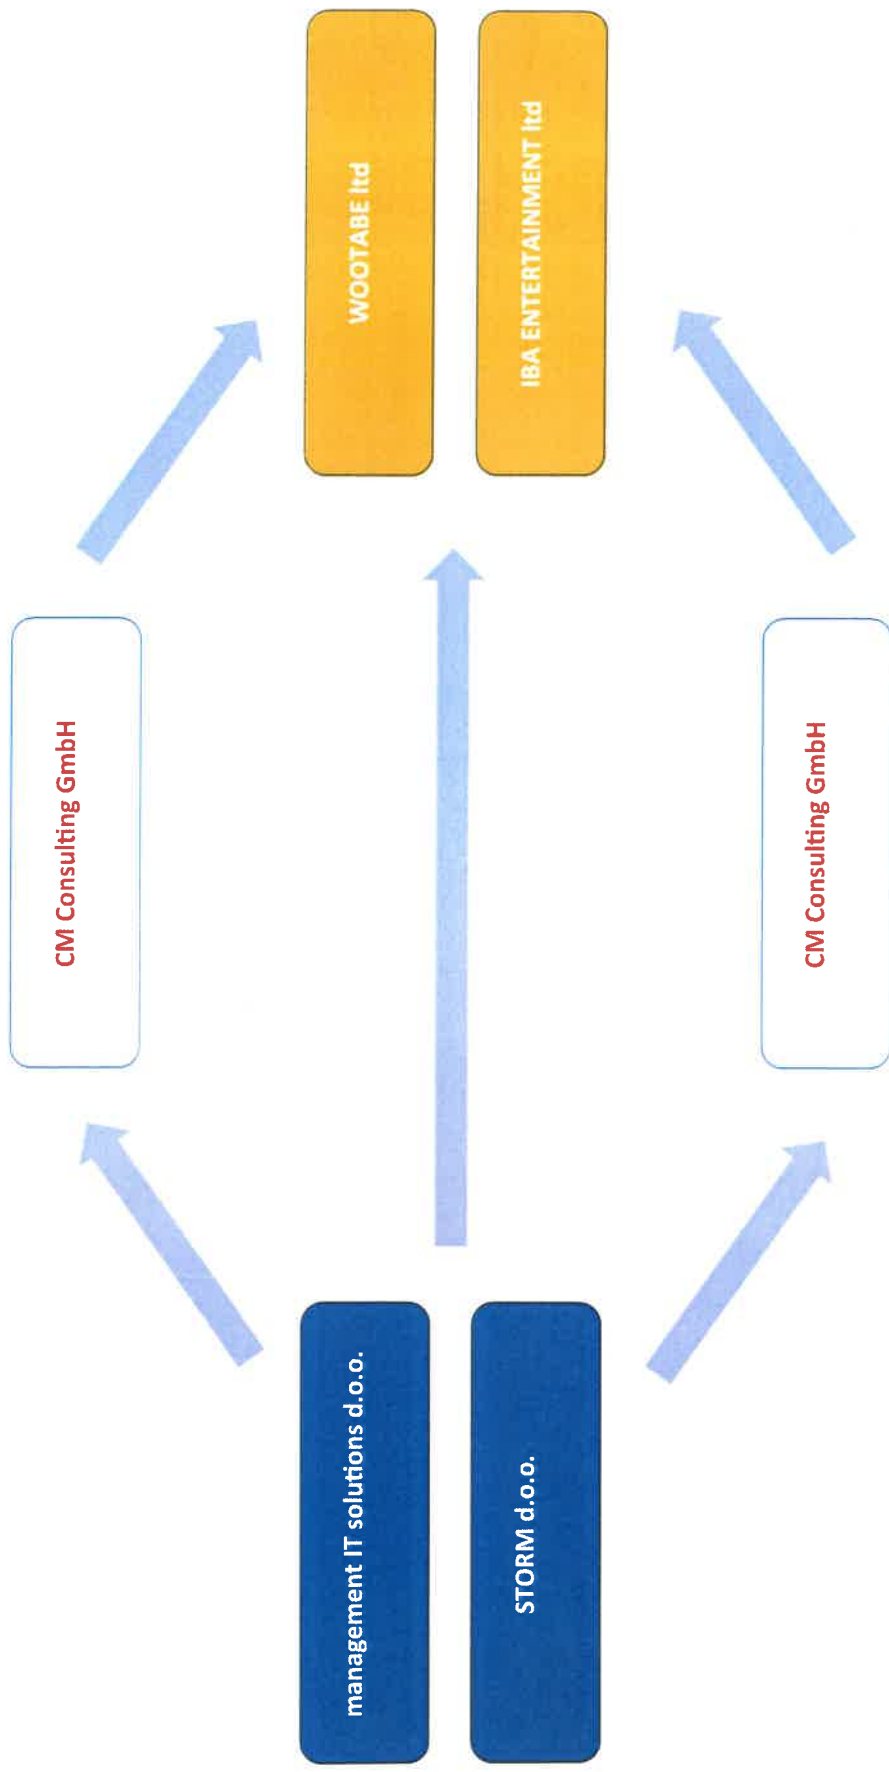 CM Consulting GmbH
management IT solutions d.o.o.
WOOTABE ltd
STORM d.o.o.
IBA ENTERTAINMENT ltd
CM Consulting GmbH